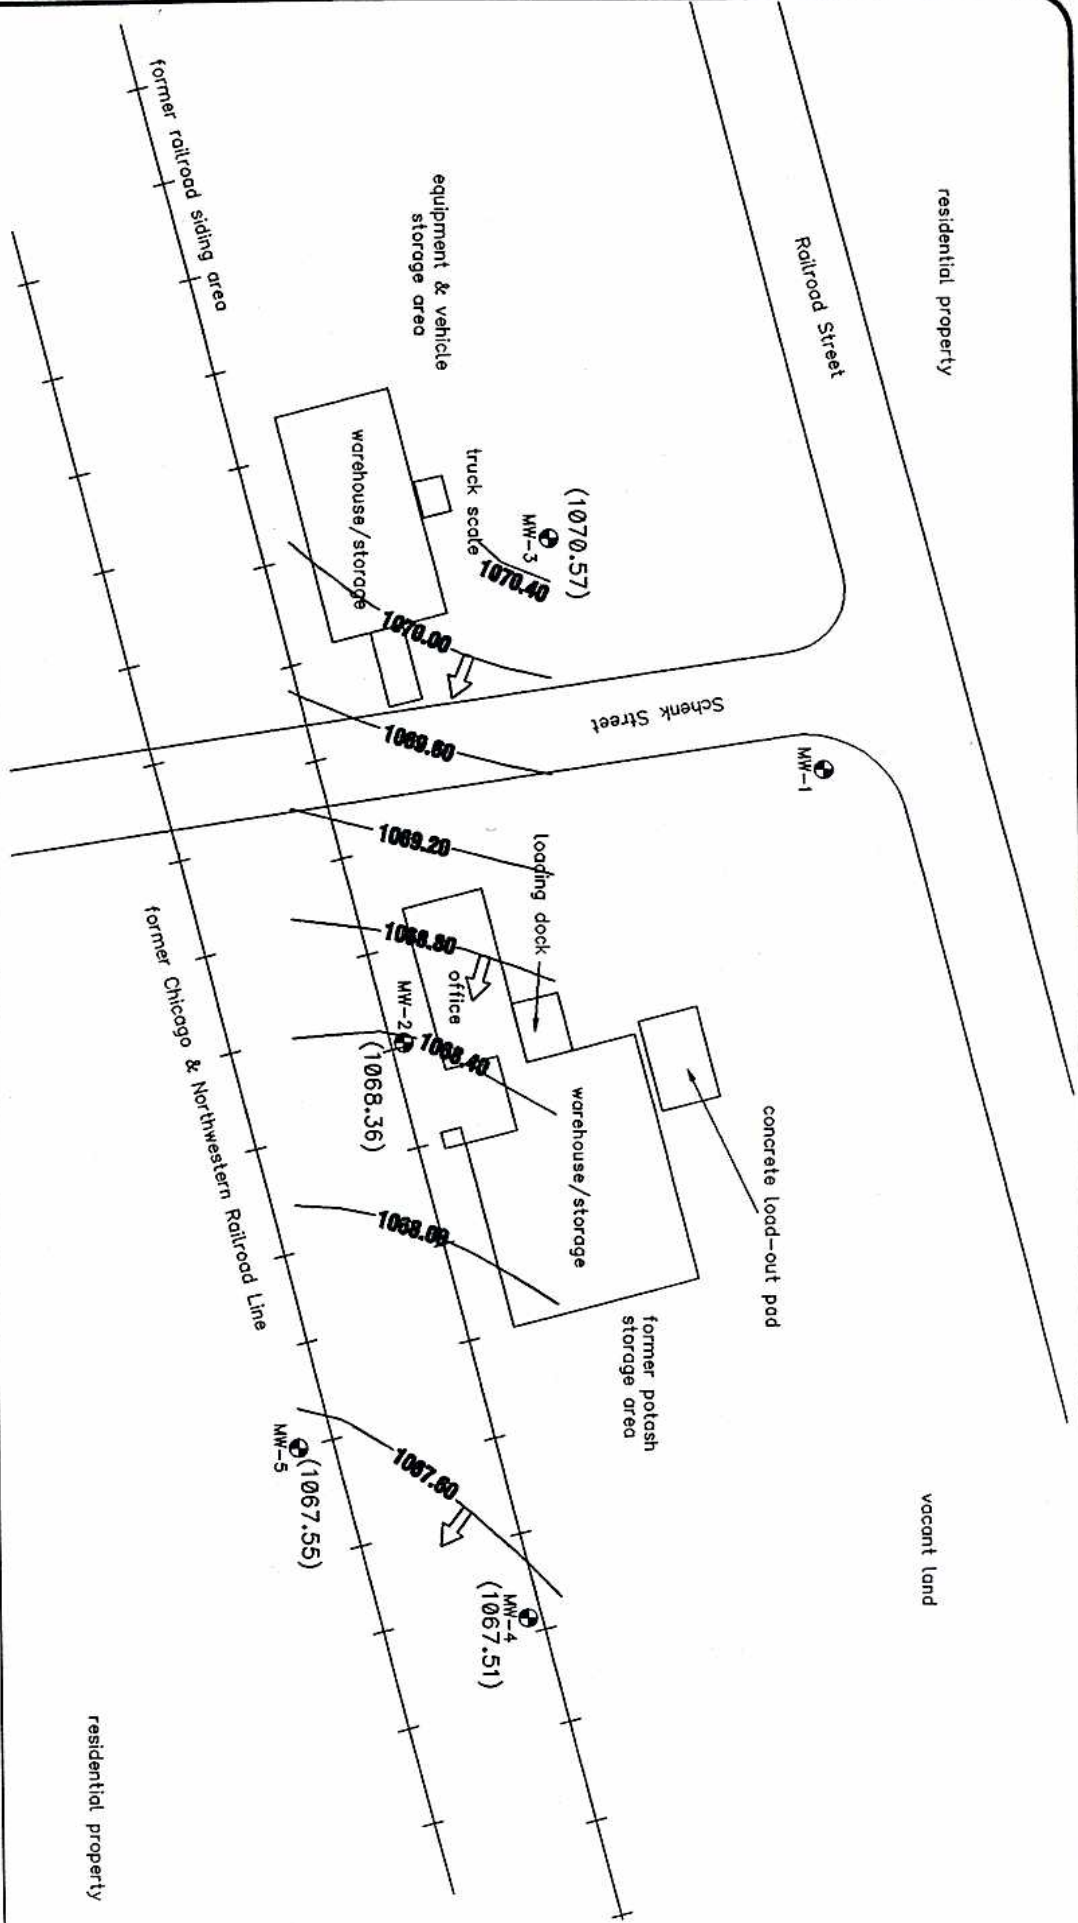 residential property
Railroad Street
equipment & vehicle
storage area
former railroad siding area
truck scale
warehouse/storage
(1070.57)
MW-3
1070.40
1070.00
Schenk Street
1069.60
MW-1
1069.20
loading dock
1068.80
office
MW-2
(1068.36)
1068.40
former Chicago & Northwestern Railroad Line
concrete load-out pad
warehouse/storage
1068.00
former potash
storage area
vacant land
1067.60
MW-5
(1067.55)
MW-4
(1067.51)
residential property